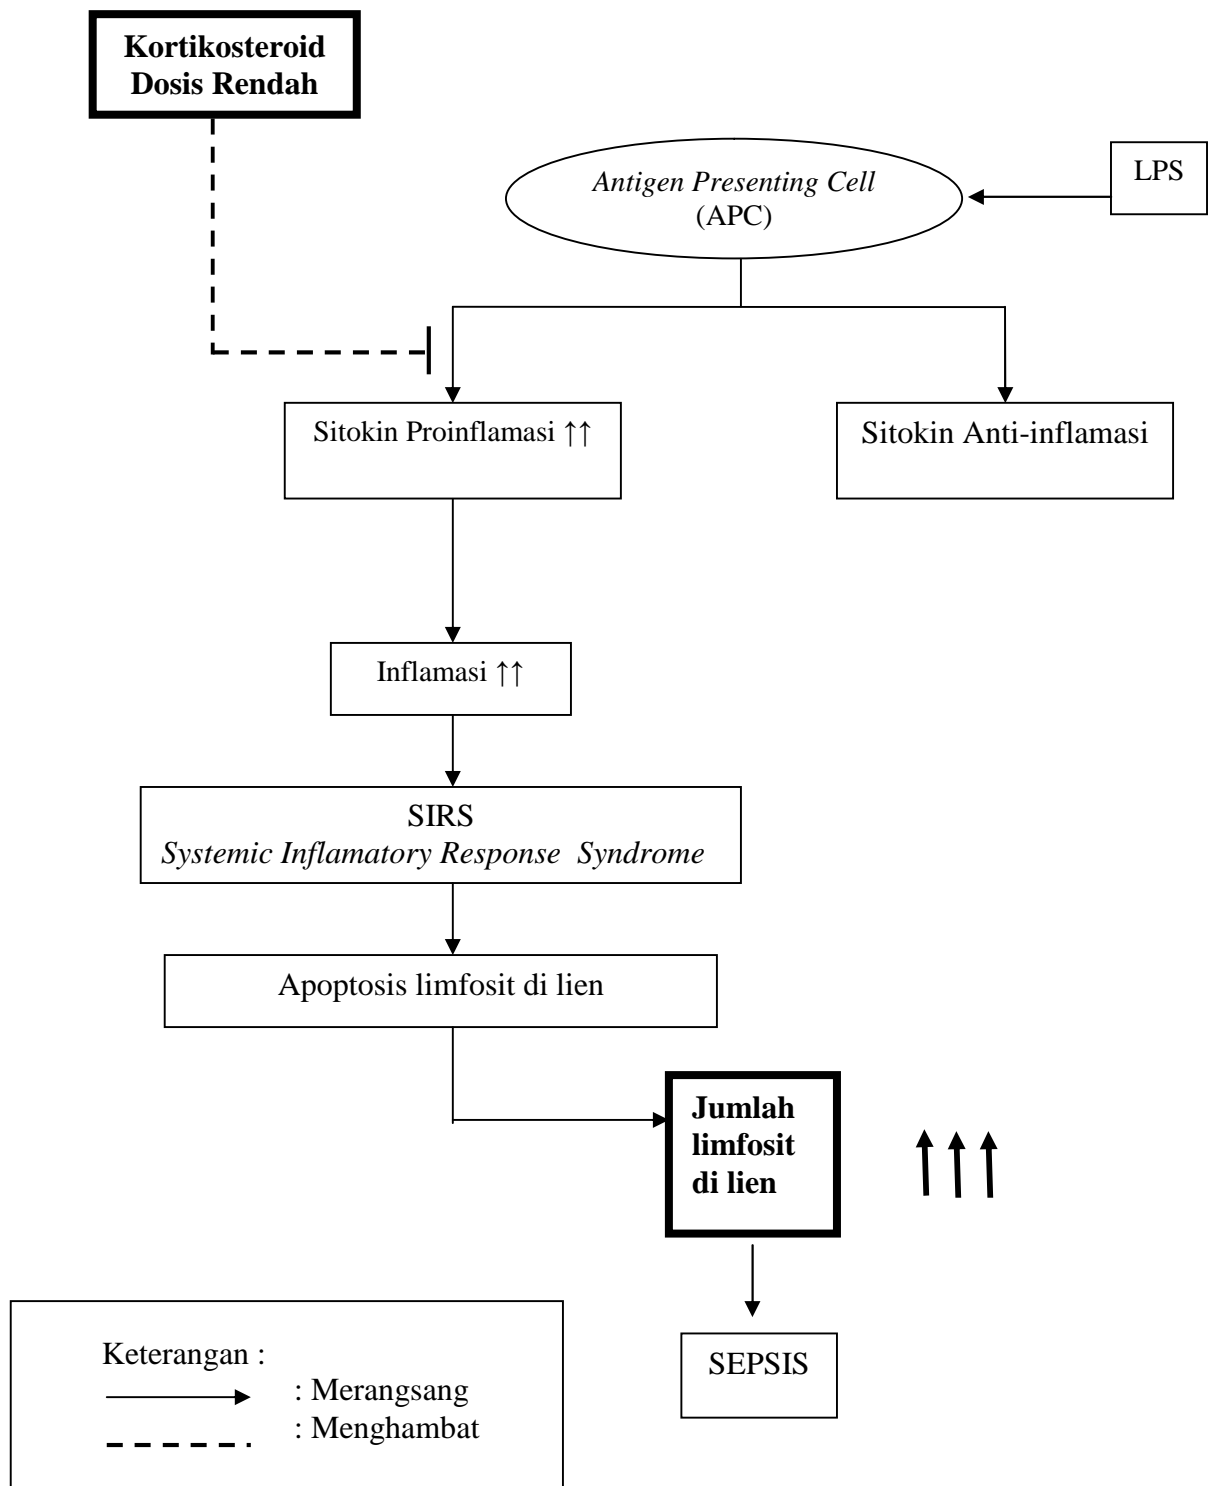 Kortikosteroid
Dosis Rendah
Antigen Presenting Cell
(APC)
LPS
Sitokin Proinflamasi ↑↑
Sitokin Anti-inflamasi
Inflamasi ↑↑
SIRS
Systemic Inflamatory Response Syndrome
Apoptosis limfosit di lien
Jumlah
limfosit
di lien
SEPSIS
Keterangan :
: Merangsang
: Menghambat